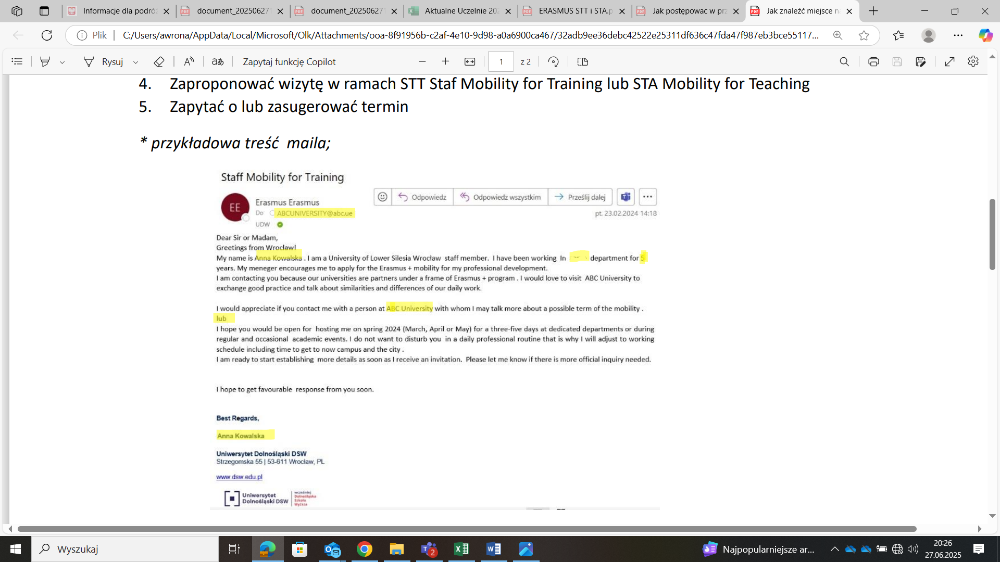 Informacje dla podróż
document_20250627
document_20250627
Aktualne Uczelnie 202
ERASMUS STT i STA.p
Jak postępowac w prz
Jak znaleźć miejsce n
Plik
C:/Users/awrona/AppData/Local/Microsoft/Olk/Attachments/ooa-8f91956b-c2af-4e10-9d98-a0a6900ca467/32adb9ee36debc42522e25311df636c47fda47f987eb3bce55117...
Rysuj
Zapytaj funkcję Copilot
1
z 2
4. Zaproponować wizytę w ramach STT Staf Mobility for Training lub STA Mobility for Teaching
5. Zapytać o lub zasugerować termin
* przykładowa treść maila;
Staff Mobility for Training
EE
Erasmus Erasmus
Odpowiedz
Odpowiedz wszystkim
Prześlij dalej
Do ABCUNIVERSITY@abc.ue
pt. 23.02.2024 14:18
UDW
Dear Sir or Madam,
Greetings from Wroclaw!
My name is Anna Kowalska . I am a University of Lower Silesia Wrocław staff member. I have been working In department for 5
years. My meneger encourages me to apply for the Erasmus + mobility for my professional development.
I am contacting you because our universities are partners under a frame of Erasmus + program . I would love to visit ABC University to
exchange good practice and talk about similarities and differences of our daily work.
I would appreciate if you contact me with a person at ABC University with whom I may talk more about a possible term of the mobility .
lub
I hope you would be open for hosting me on spring 2024 (March, April or May) for a three-five days at dedicated departments or during
regular and occasional academic events. I do not want to disturb you in a daily professional routine that is why I will adjust to working
schedule including time to get to now campus and the city .
I am ready to start establishing more details as soon as I receive an invitation. Please let me know if there is more official inquiry needed.
I hope to get favourable response from you soon.
Best Regards,
Anna Kowalska
Uniwersytet Dolnośląski DSW
Strzegomska 55 | 53-611 Wrocław, PL
www.dsw.edu.pl
Uniwersytet
Dolnośląski DSW
wcześniej
Dolnośląska
Szkoła
Wyższa
Wyszukaj
2
Najpopularniejsze ar...
20:26
27.06.2025